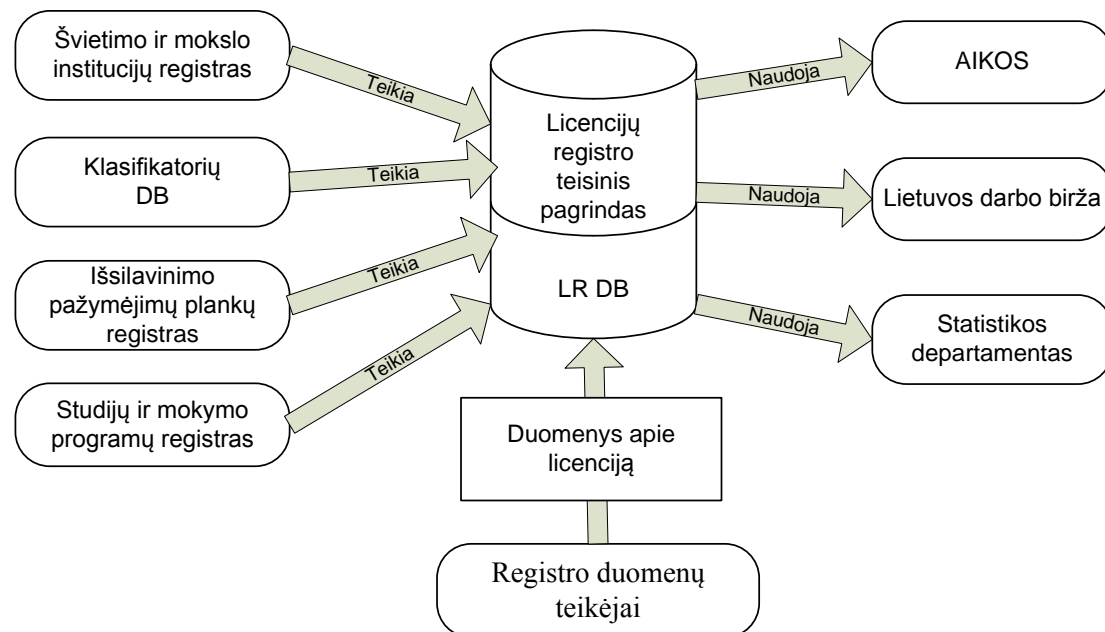 Švietimo ir mokslo
institucijų registras
Teikia
Klasifikatorių
DB
Teikia
Išsilavinimo
pažymėjimų plankų
registras
Teikia
Studijų ir mokymo
programų registras
Teikia
Licencijų
registro
teisinis
pagrindas
LR DB
Naudoja
AIKOS
Naudoja
Lietuvos darbo birža
Naudoja
Statistikos
departamentas
Duomenys apie
licenciją
Registro duomenų
teikėjai